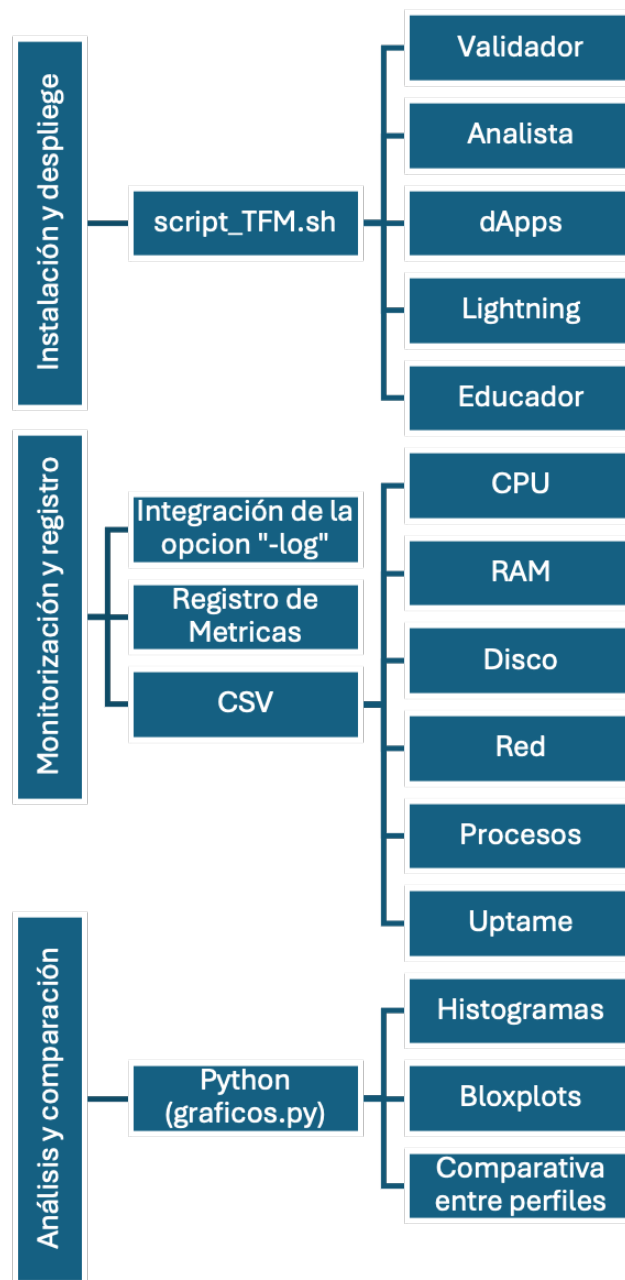 Instalación y despliege
script_TFM.sh
Validador
Analista
dApps
Lightning
Educador
Monitorización y registro
Integración de la
opcion "-log"
Registro de
Metricas
CSV
CPU
RAM
Disco
Red
Procesos
Uptame
Análisis y comparación
Python
(graficos.py)
Histogramas
Bloxplots
Comparativa
entre perfiles